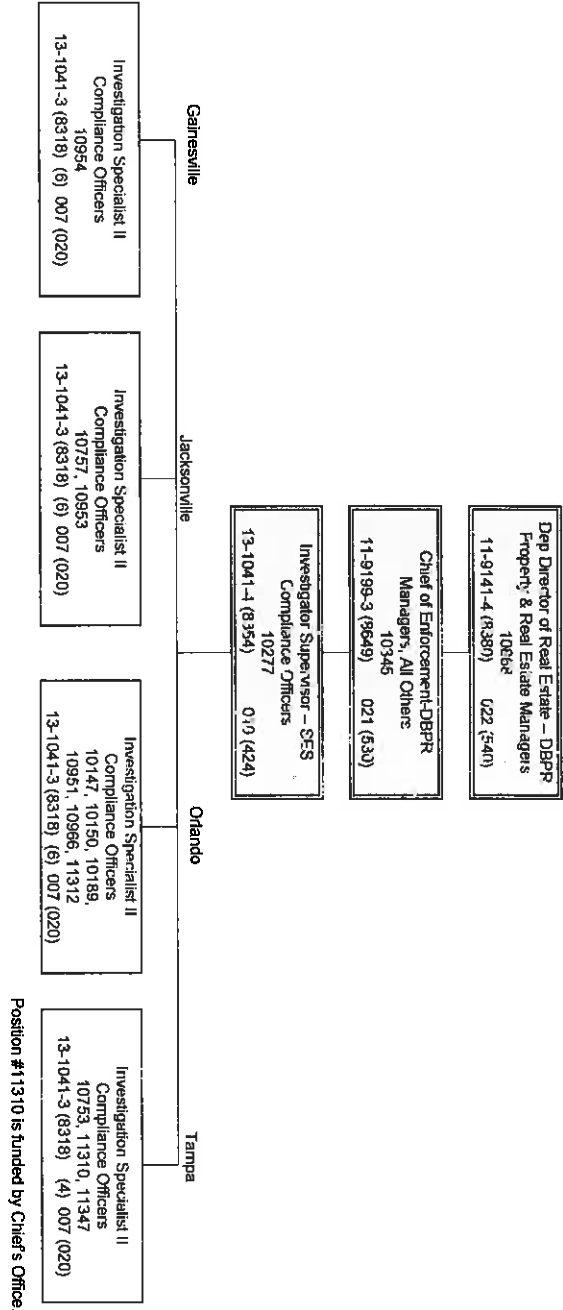 Dep Director of Real Estate – DBPR
Property & Real Estate Managers
11-9141-4 (8380) 022 (540)
Chief of Enforcement-DBPR
Managers, All Others
10345
11-9199-3 (8649) 021 (530)
Investigator Supervisor – SES
Compliance Officers
10277
13-1041-4 (8354) 010 (424)
Gainesville
Jacksonville
Orlando
Tampa
Investigation Specialist II
Compliance Officers
10954
13-1041-3 (8318) (6) 007 (020)
Investigation Specialist II
Compliance Officers
10757, 10953
13-1041-3 (8318) (6) 007 (020)
Investigation Specialist II
Compliance Officers
10147, 10150, 10189,
10951, 10966, 11312
13-1041-3 (8318) (6) 007 (020)
Investigation Specialist II
Compliance Officers
10753, 11310, 11347
13-1041-3 (8318) (4) 007 (020)
Position #11310 is funded by Chief's Office.